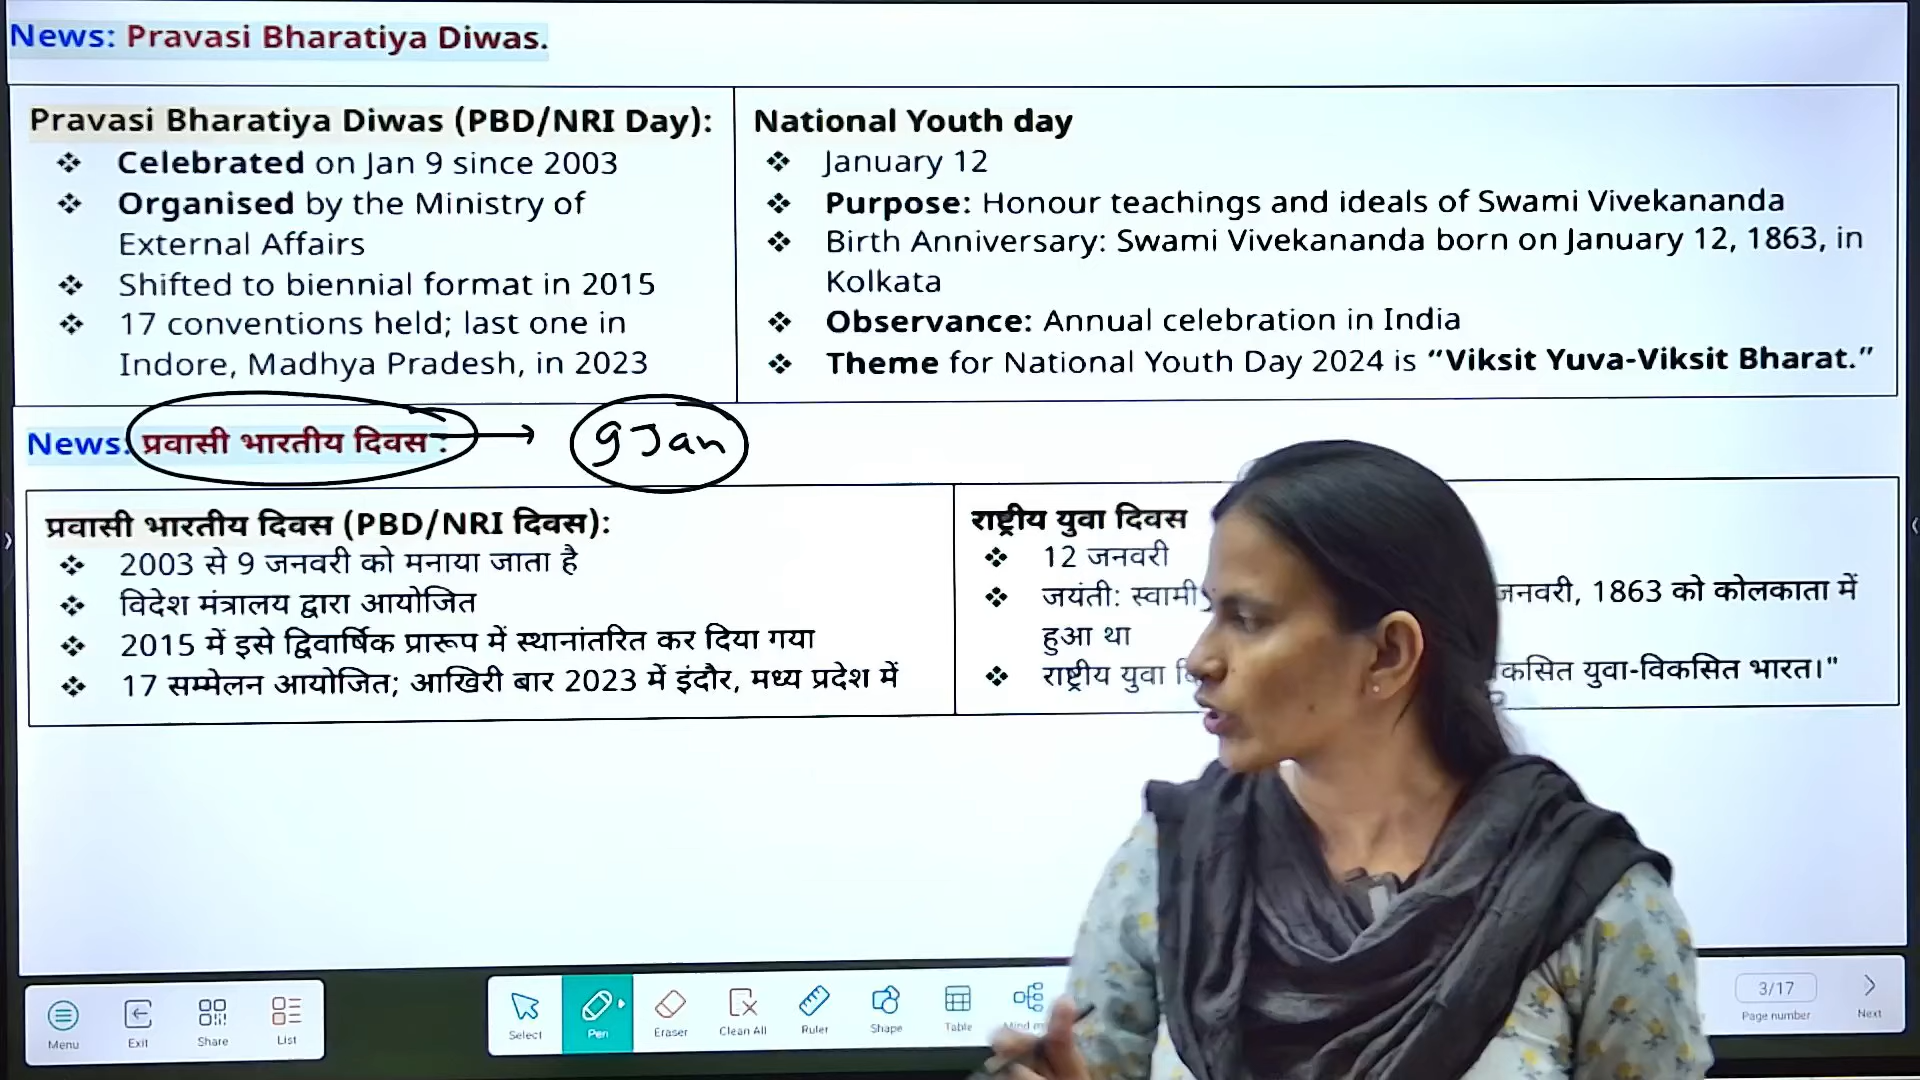 News: Pravasi Bharatiya Diwas.
Pravasi Bharatiya Diwas (PBD/NRI Day):
❖ Celebrated on Jan 9 since 2003
❖ Organised by the Ministry of
External Affairs
❖ Shifted to biennial format in 2015
❖ 17 conventions held; last one in
Indore, Madhya Pradesh, in 2023
National Youth day
❖ January 12
❖ Purpose: Honour teachings and ideals of Swami Vivekananda
❖ Birth Anniversary: Swami Vivekananda born on January 12, 1863, in
Kolkata
❖ Observance: Annual celebration in India
❖ Theme for National Youth Day 2024 is “Viksit Yuva-Viksit Bharat.”
News: प्रवासी भारतीय दिवस : → 9 Jan
प्रवासी भारतीय दिवस (PBD/NRI दिवस):
❖ 2003 से 9 जनवरी को मनाया जाता है
❖ विदेश मंत्रालय द्वारा आयोजित
❖ 2015 में इसे द्विवार्षिक प्रारूप में स्थानांतरित कर दिया गया
❖ 17 सम्मेलन आयोजित; आखिरी बार 2023 में इंदौर, मध्य प्रदेश में
राष्ट्रीय युवा दिवस
❖ 12 जनवरी
❖ जयंती: स्वामी जनवरी, 1863 को कोलकाता में
हुआ था
❖ राष्ट्रीय युवा युवा-विकसित भारत।"
Menu
Exit
Share
List
Select
Pen
Eraser
Clean All
Ruler
Shape
Table
Mind
3/17
Page number
Next